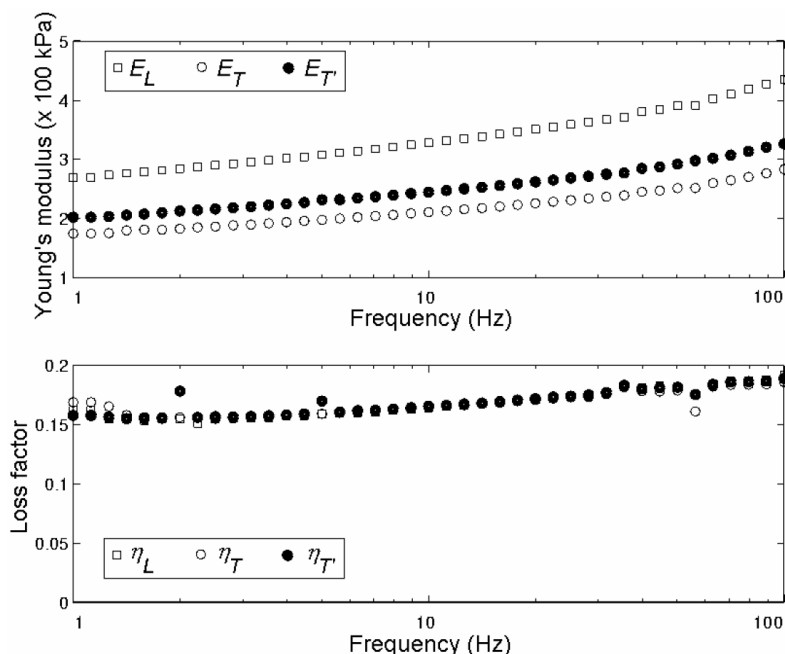 Young's modulus (x 100 kPa)
5
4
3
2
1
E_L E_T E_T'
1 10 100
Frequency (Hz)
Loss factor
0.2
0.15
0.1
0.05
0
η_L η_T η_T'
1 10 100
Frequency (Hz)